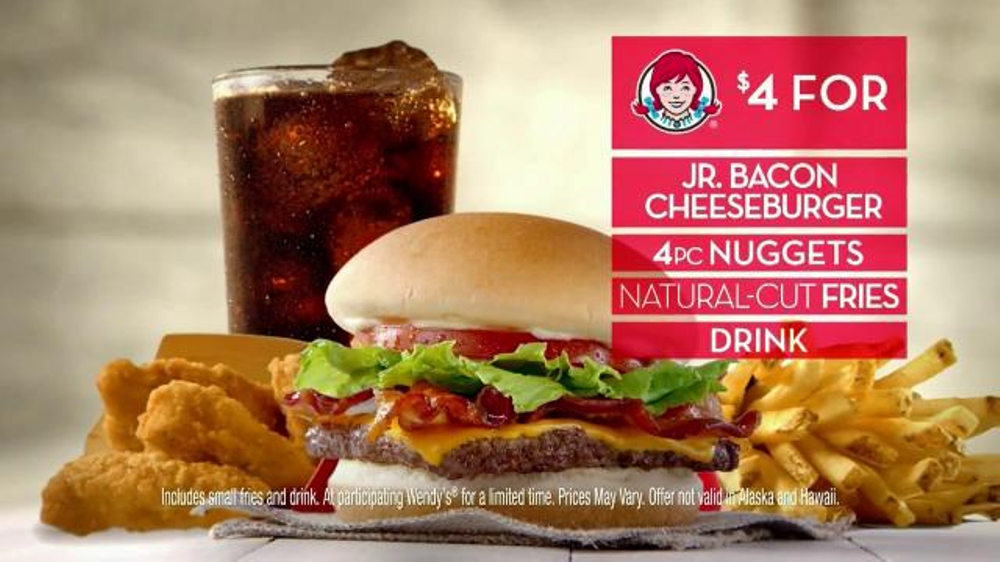 $4 FOR
JR. BACON
CHEESEBURGER
4PC NUGGETS
NATURAL-CUT FRIES
DRINK
Includes small fries and drink. At participating Wendy's® for a limited time. Prices May Vary. Offer not valid in Alaska and Hawaii.